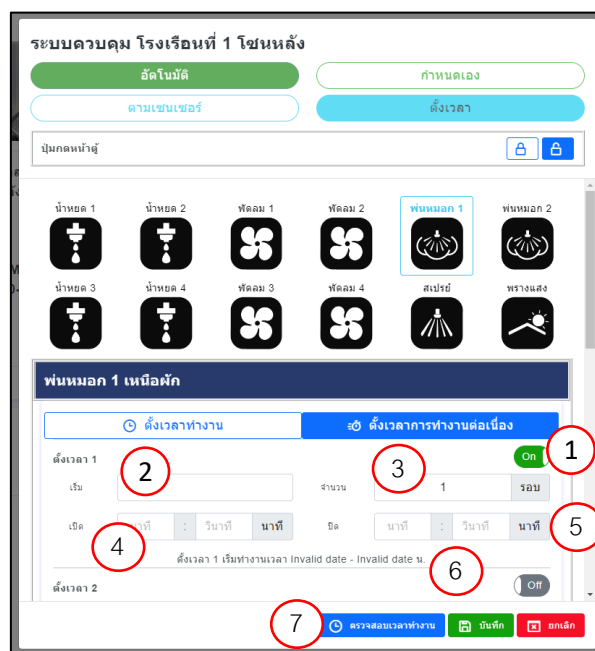 ระบบควบคุม โรงเรือนที่ 1 โซนหลัง
อัตโนมัติ กำหนดเอง
ตามเซนเซอร์ ตั้งเวลา
ปุ่มกดหน้าตู้
น้ำหยด 1 น้ำหยด 2 พัดลม 1 พัดลม 2 พ่นหมอก 1 พ่นหมอก 2
น้ำหยด 3 น้ำหยด 4 พัดลม 3 พัดลม 4 สเปรย์ พรางแสง
พ่นหมอก 1 เหนือผัก
ตั้งเวลาทำงาน ตั้งเวลาการทำงานต่อเนื่อง
ตั้งเวลา 1 On 1
2 3
เริ่ม จำนวน 1 รอบ
เปิด นาที : วินาที นาที ปิด นาที : วินาที นาที 5
4
ตั้งเวลา 1 เริ่มทำงานเวลา Invalid date - Invalid date น.
6
ตั้งเวลา 2 Off
7 ตรวจสอบเวลาทำงาน บันทึก ยกเลิก